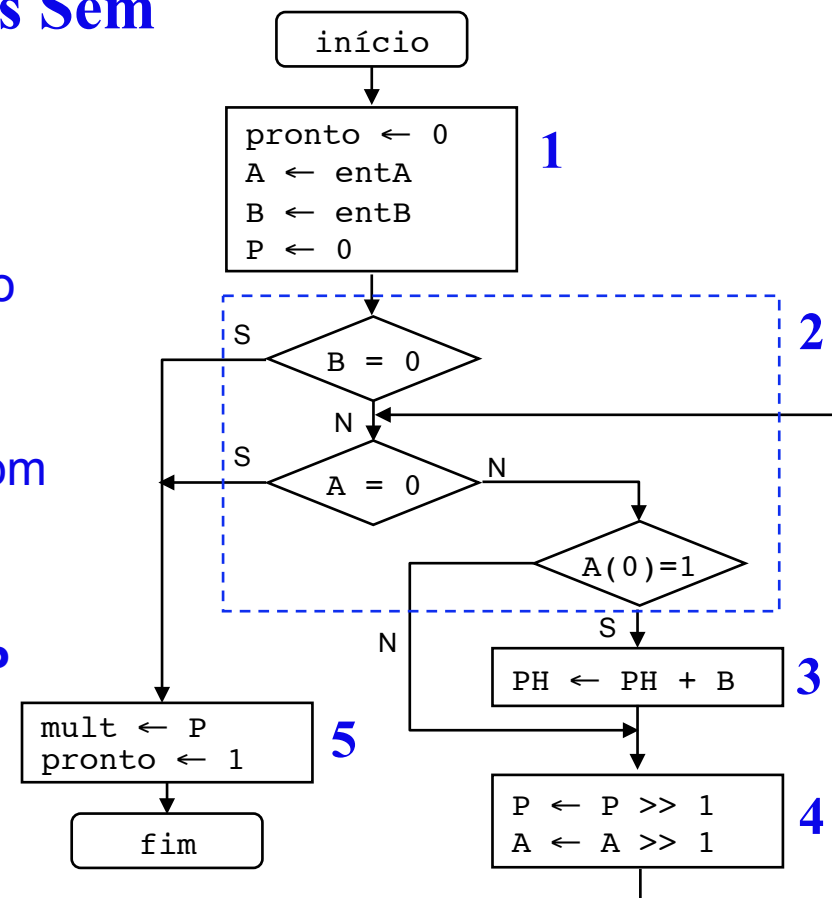 s Sem
início
pronto ← 0
A ← entA
B ← entB
P ← 0
1
o
2
S
B = 0
N
S
A = 0
N
om
A(0)=1
N
S
PH ← PH + B
3
P
mult ← P
pronto ← 1
5
P ← P >> 1
A ← A >> 1
4
fim